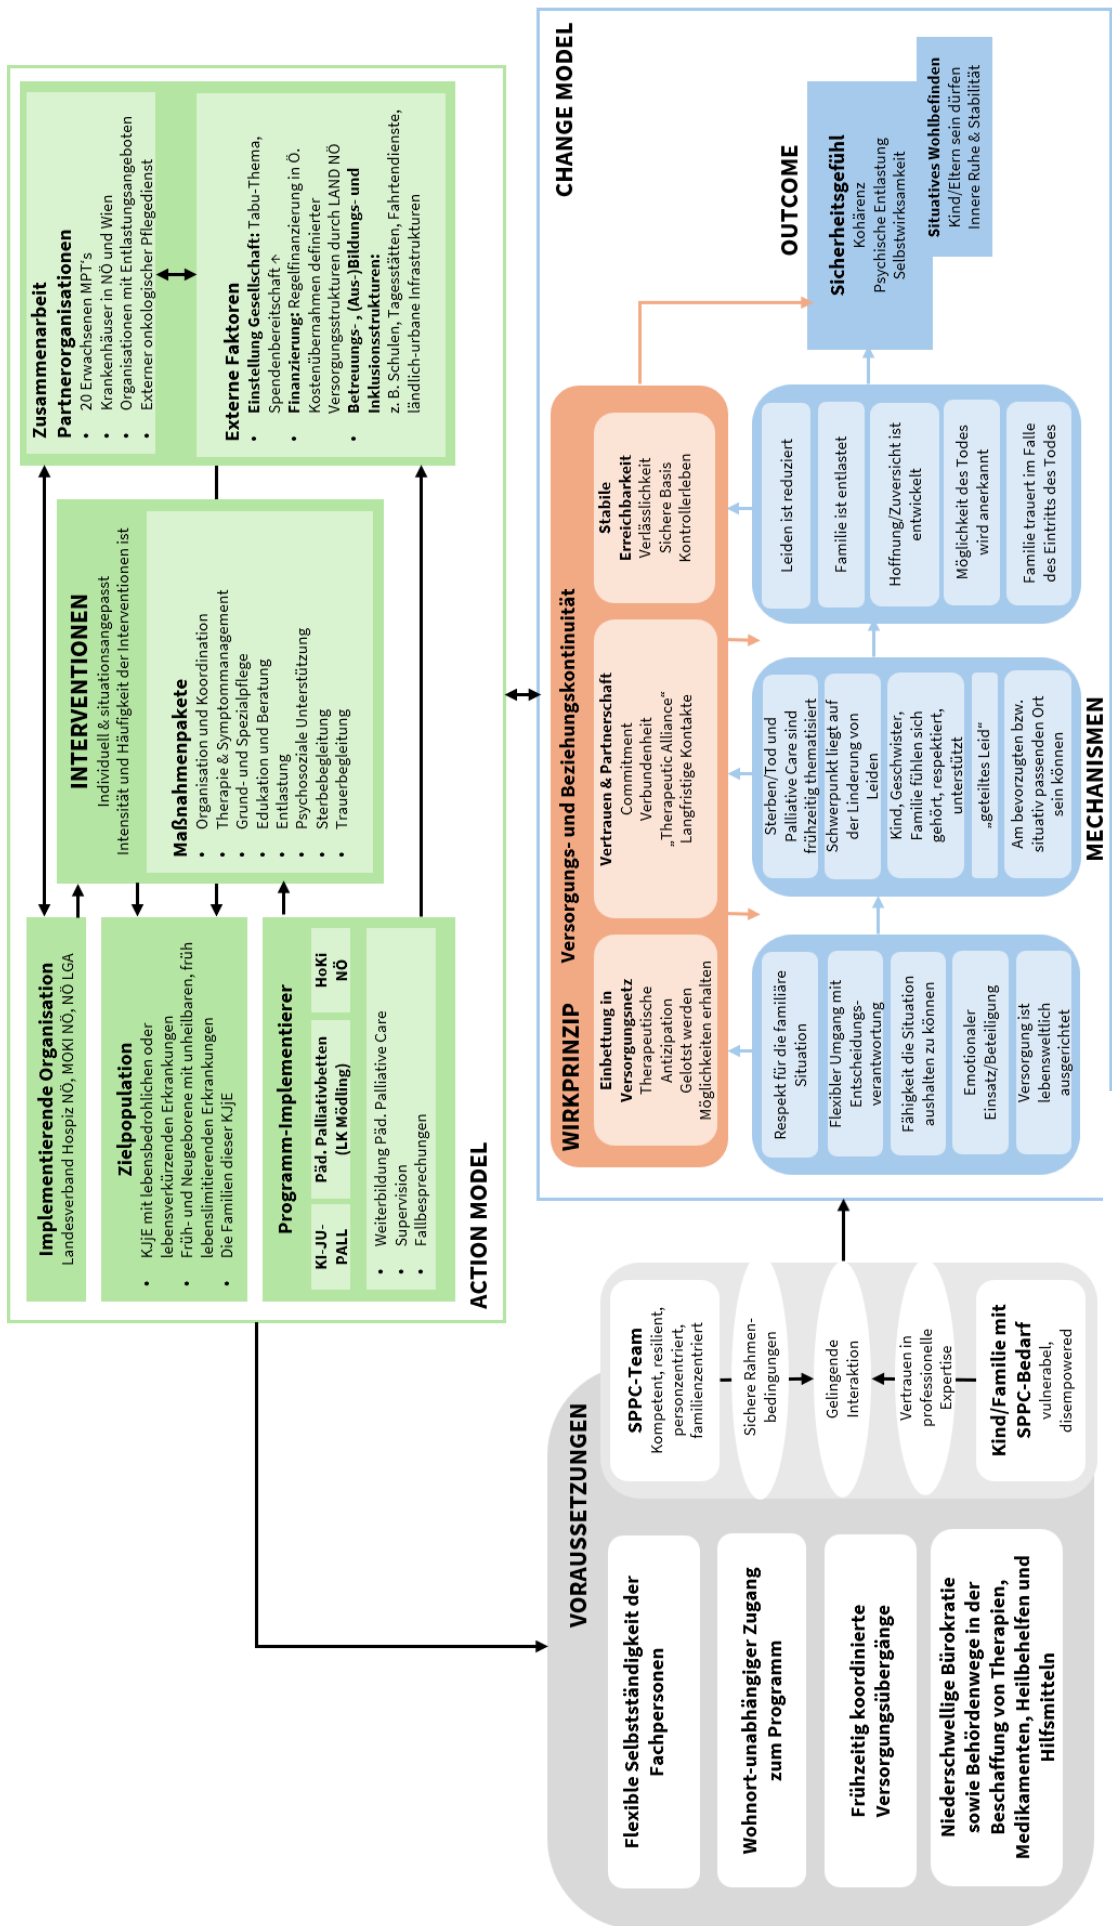 Implementierende Organisation
Landesverband Hospiz NÖ, MOKI NÖ, NÖ LGA
Zielpopulation
• KJjE mit lebensbedrohlichen oder
lebensverkürzenden Erkrankungen
• Früh- und Neugeborene mit unheilbaren, früh
lebenslimitierenden Erkrankungen
• Die Familien dieser KJjE
Programm-Implementierer
KI-JU-
PALL
Päd. Palliativbetten
(LK Mödling)
HoKi
NÖ
• Weiterbildung Päd. Palliative Care
• Supervision
• Fallbesprechungen
ACTION MODEL
INTERVENTIONEN
Individuell & situationsangepasst
Intensität und Häufigkeit der Interventionen ist
Maßnahmenpakete
• Organisation und Koordination
• Therapie & Symptommanagement
• Grund- und Spezialpflege
• Edukation und Beratung
• Entlastung
• Psychosoziale Unterstützung
• Sterbebegleitung
• Trauerbegleitung
Zusammenarbeit
Partnerorganisationen
• 20 Erwachsenen MPT‘s
• Krankenhäuser in NÖ und Wien
• Organisationen mit Entlastungsangeboten
• Externer onkologischer Pflegedienst
Externe Faktoren
• Einstellung Gesellschaft: Tabu-Thema,
Spendenbereitschaft ↑
• Finanzierung: Regelfinanzierung in Ö.
Kostenübernahmen definierter
Versorgungsstrukturen durch LAND NÖ
• Betreuungs- , (Aus-)Bildungs- und
Inklusionsstrukturen:
z. B. Schulen, Tagesstätten, Fahrtendienste,
ländlich-urbane Infrastrukturen
VORAUSSETZUNGEN
Flexible Selbstständigkeit der
Fachpersonen
Wohnort-unabhängiger Zugang
zum Programm
Frühzeitig koordinierte
Versorgungsübergänge
Niederschwellige Bürokratie
sowie Behördenwege in der
Beschaffung von Therapien,
Medikamenten, Heilbehelfen und
Hilfsmitteln
SPPC-Team
Kompetent, resilient,
personzentriert,
familienzentriert
Sichere Rahmen-
bedingungen
Gelingende
Interaktion
Vertrauen in
professionelle
Expertise
Kind/Familie mit
SPPC-Bedarf
vulnerabel,
disempowered
CHANGE MODEL
WIRKPRINZIP
Versorgungs- und Beziehungskontinuität
Einbettung in
Versorgungsnetz
Therapeutische
Antizipation
Gelotst werden
Möglichkeiten erhalten
Vertrauen & Partnerschaft
Commitment
Verbundenheit
„Therapeutic Alliance“
Langfristige Kontakte
Stabile
Erreichbarkeit
Verlässlichkeit
Sichere Basis
Kontrollerleben
Respekt für die familiäre
Situation
Flexibler Umgang mit
Entscheidungs-
verantwortung
Fähigkeit die Situation
aushalten zu können
Emotionaler
Einsatz/Beteiligung
Versorgung ist
lebensweltlich
ausgerichtet
Sterben/Tod und
Palliative Care sind
frühzeitig thematisiert
Schwerpunkt liegt auf
der Linderung von
Leiden
Kind, Geschwister,
Familie fühlen sich
gehört, respektiert,
unterstützt
„geteiltes Leid“
Am bevorzugten bzw.
situativ passenden Ort
sein können
Leiden ist reduziert
Familie ist entlastet
Hoffnung/Zuversicht ist
entwickelt
Möglichkeit des Todes
wird anerkannt
Familie trauert im Falle
des Eintritts des Todes
MECHANISMEN
OUTCOME
Sicherheitsgefühl
Kohärenz
Psychische Entlastung
Selbstwirksamkeit
Situatives Wohlbefinden
Kind/Eltern sein dürfen
Innere Ruhe & Stabilität